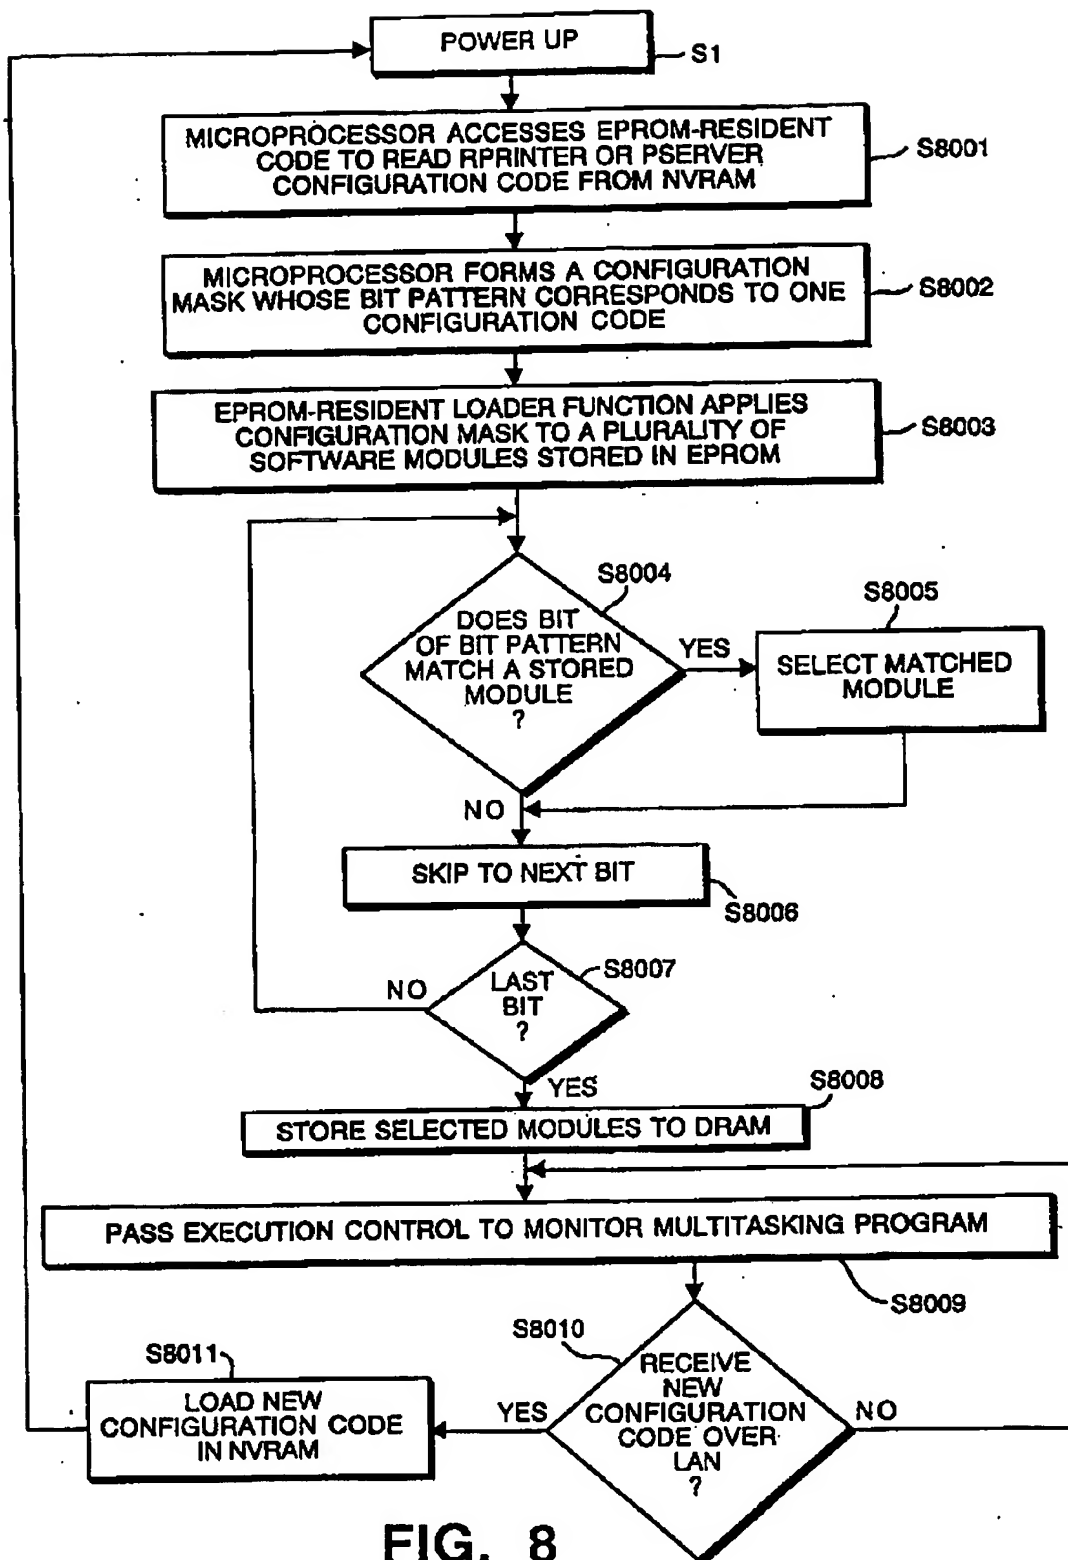 POWER UP
S1
MICROPROCESSOR ACCESSES EPROM-RESIDENT
CODE TO READ RPRINTER OR PSERVER
CONFIGURATION CODE FROM NVRAM
S8001
MICROPROCESSOR FORMS A CONFIGURATION
MASK WHOSE BIT PATTERN CORRESPONDS TO ONE
CONFIGURATION CODE
S8002
EPROM-RESIDENT LOADER FUNCTION APPLIES
CONFIGURATION MASK TO A PLURALITY OF
SOFTWARE MODULES STORED IN EPROM
S8003
S8004
DOES BIT
OF BIT PATTERN
MATCH A STORED
MODULE
?
YES
S8005
SELECT MATCHED
MODULE
NO
SKIP TO NEXT BIT
S8006
S8007
LAST
BIT
?
NO
YES
S8008
STORE SELECTED MODULES TO DRAM
PASS EXECUTION CONTROL TO MONITOR MULTITASKING PROGRAM
S8009
S8010
RECEIVE
NEW
CONFIGURATION
CODE OVER
LAN
?
YES
NO
S8011
LOAD NEW
CONFIGURATION CODE
IN NVRAM
FIG. 8